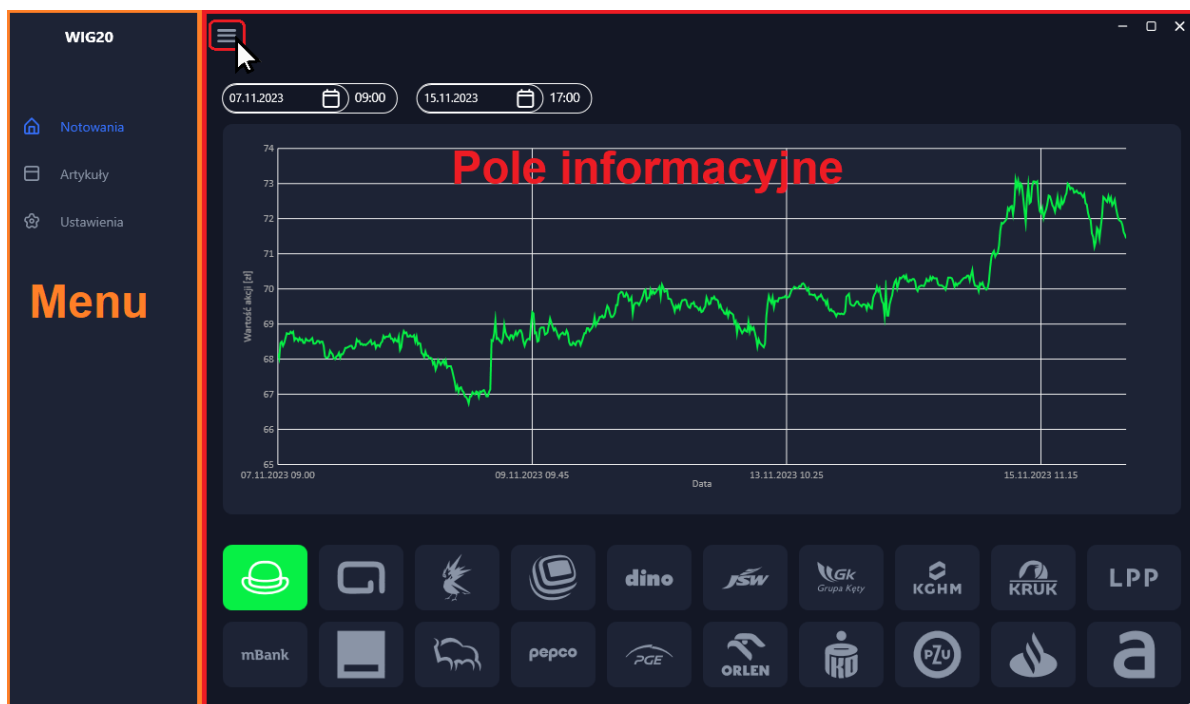 WIG20
07.11.2023 09:00 15.11.2023 17:00
Notowania
Artykuły
Ustawienia
Menu
Pole informacyjne
74
73
72
71
70
69
68
67
66
65
Wartość akcji [zł]
07.11.2023 09.00 09.11.2023 09.45 13.11.2023 10.25 15.11.2023 11.15
Data
dino JSW Gk Grupa Kęty KGHM KRUK LPP
mBank pepco PGE ORLEN PKO PZU a